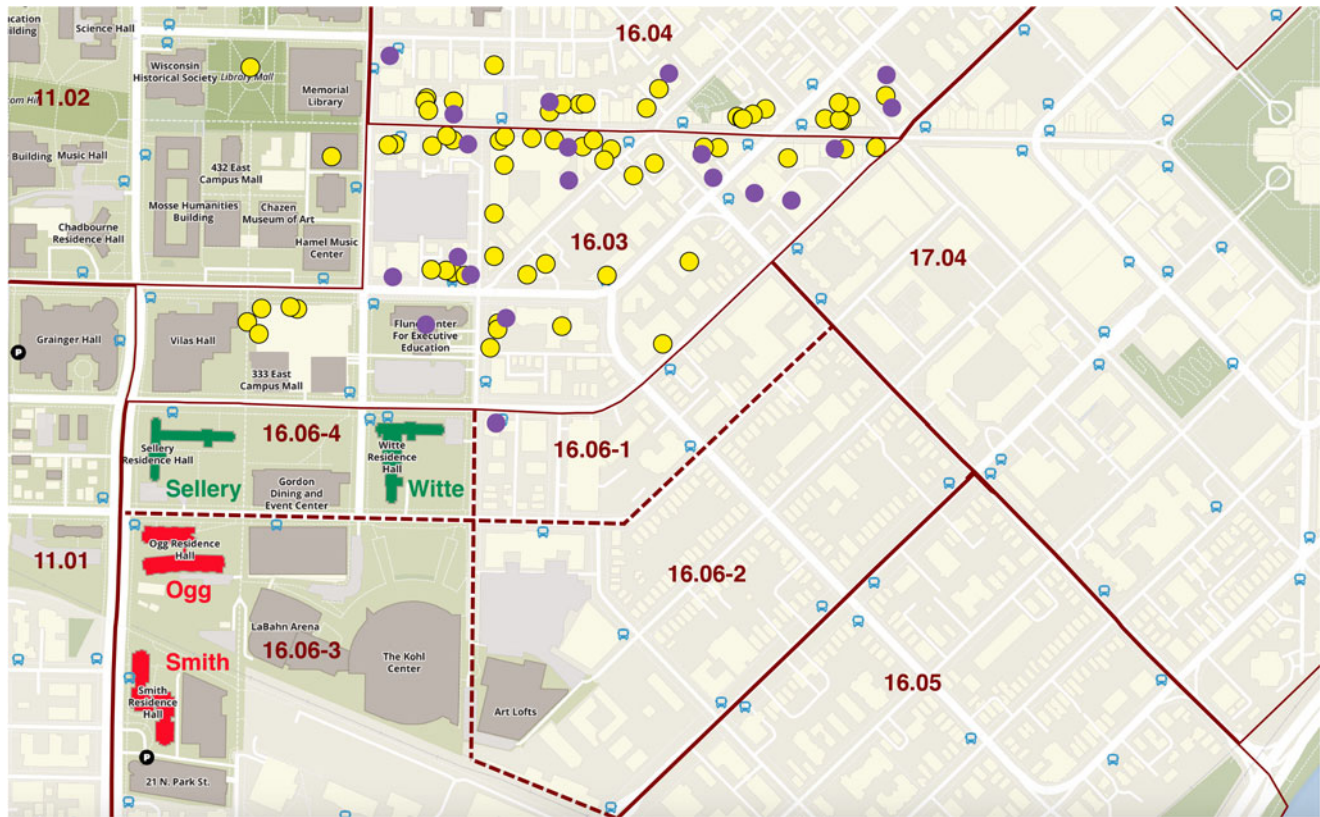 ucation
ilding
Science Hall
Wisconsin
Historical Society
Library Mall
Memorial
Library
16.04
11.02
Building
Music Hall
432 East
Campus Mall
Mosse Humanities
Building
Chazen
Museum of Art
Chadbourne
Residence Hall
Hamel Music
Center
16.03
17.04
Grainger Hall
Vilas Hall
333 East
Campus Mall
For Executive
Education
P
16.06-4
16.06-1
Sellery
Residence Hall
Witte
Residence
Hall
Gordon
Dining and
Event Center
Sellery
Witte
Ogg Residence
Hall
Ogg
11.01
16.06-2
LaBahn Arena
16.06-3
The Kohl
Center
Smith
Smith
Residence
Hall
16.05
Art Lofts
P
21 N. Park St.